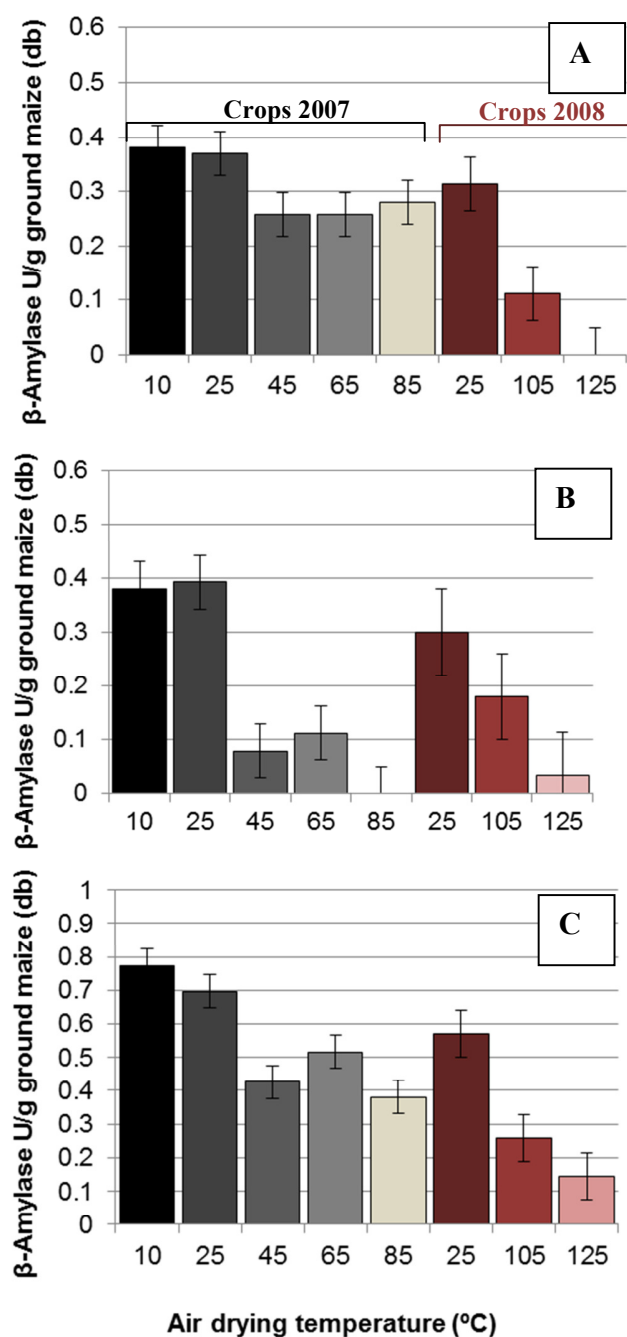 β-Amylase U/g ground maize (db)
0.6
0.5
0.4
0.3
0.2
0.1
0
A
Crops 2007 Crops 2008
10 25 45 65 85 25 105 125
β-Amylase U/g ground maize (db)
0.6
0.5
0.4
0.3
0.2
0.1
0
B
10 25 45 65 85 25 105 125
β-Amylase U/g ground maize (db)
1
0.9
0.8
0.7
0.6
0.5
0.4
0.3
0.2
0.1
0
C
10 25 45 65 85 25 105 125
Air drying temperature (ºC)